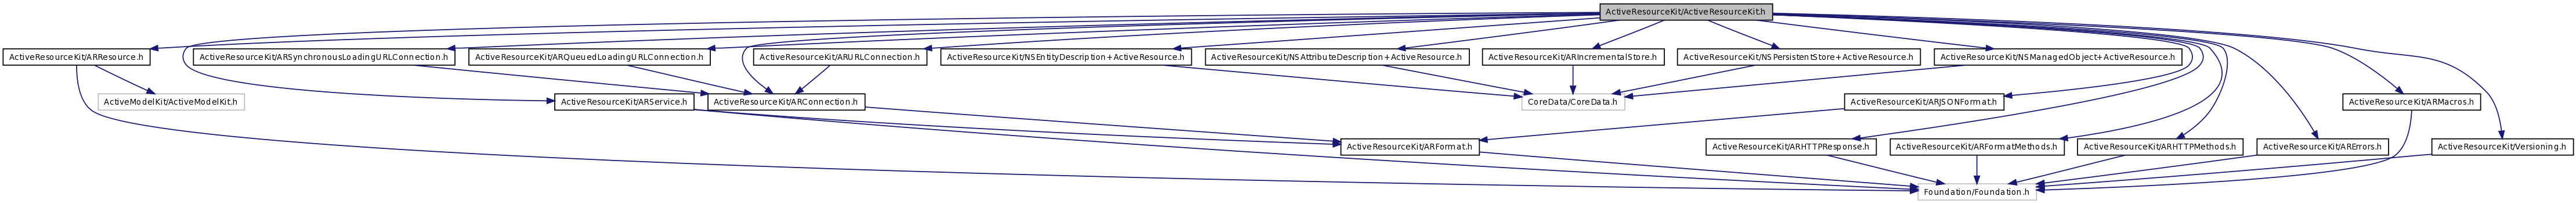 ActiveResourceKit/ActiveResourceKit.h
ActiveResourceKit/ARResource.h
ActiveResourceKit/ARSynchronousLoadingURLConnection.h
ActiveResourceKit/ARQueuedLoadingURLConnection.h
ActiveResourceKit/ARURLConnection.h
ActiveResourceKit/NSEntityDescription+ActiveResource.h
ActiveResourceKit/NSAttributeDescription+ActiveResource.h
ActiveResourceKit/ARIncrementalStore.h
ActiveResourceKit/NSPersistentStore+ActiveResource.h
ActiveResourceKit/NSManagedObject+ActiveResource.h
ActiveModelKit/ActiveModelKit.h
ActiveResourceKit/ARService.h
ActiveResourceKit/ARConnection.h
CoreData/CoreData.h
ActiveResourceKit/ARJSONFormat.h
ActiveResourceKit/ARMacros.h
ActiveResourceKit/ARFormat.h
ActiveResourceKit/ARHTTPResponse.h
ActiveResourceKit/ARFormatMethods.h
ActiveResourceKit/ARHTTPMethods.h
ActiveResourceKit/ARErrors.h
ActiveResourceKit/Versioning.h
Foundation/Foundation.h